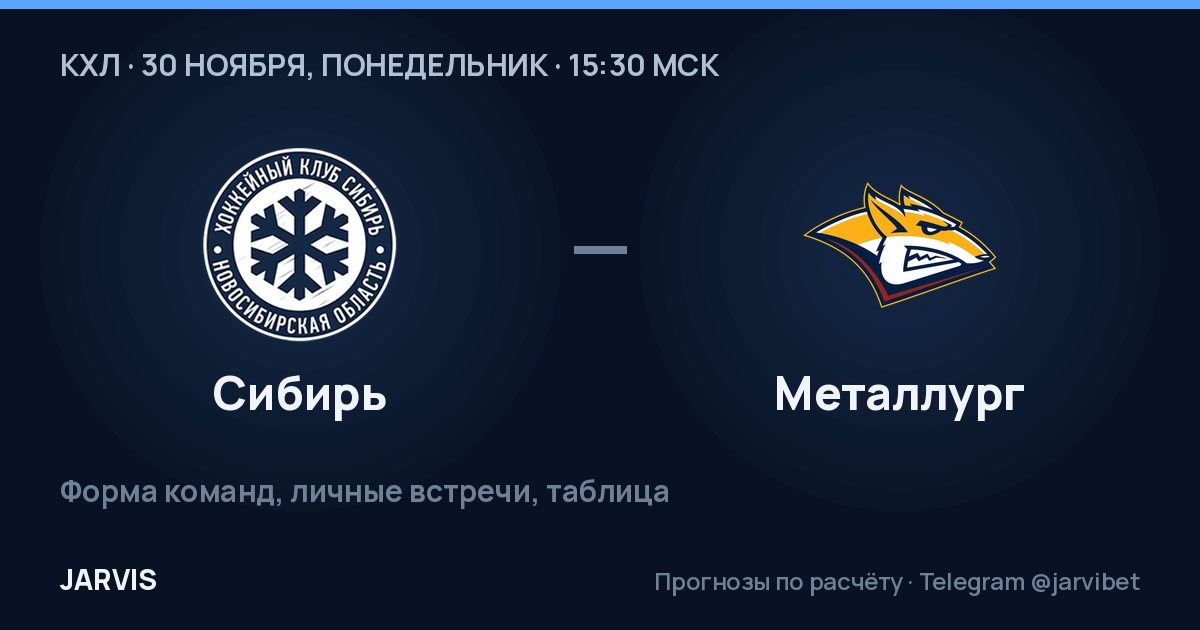 КХЛ · 30 НОЯБРЯ, ПОНЕДЕЛЬНИК · 15:30 МСК
ХОККЕЙНЫЙ КЛУБ СИБИРЬ
НОВОСИБИРСКАЯ ОБЛАСТЬ
—
Сибирь
Металлург
Форма команд, личные встречи, таблица
JARVIS
Прогнозы по расчёту · Telegram @jarvibet